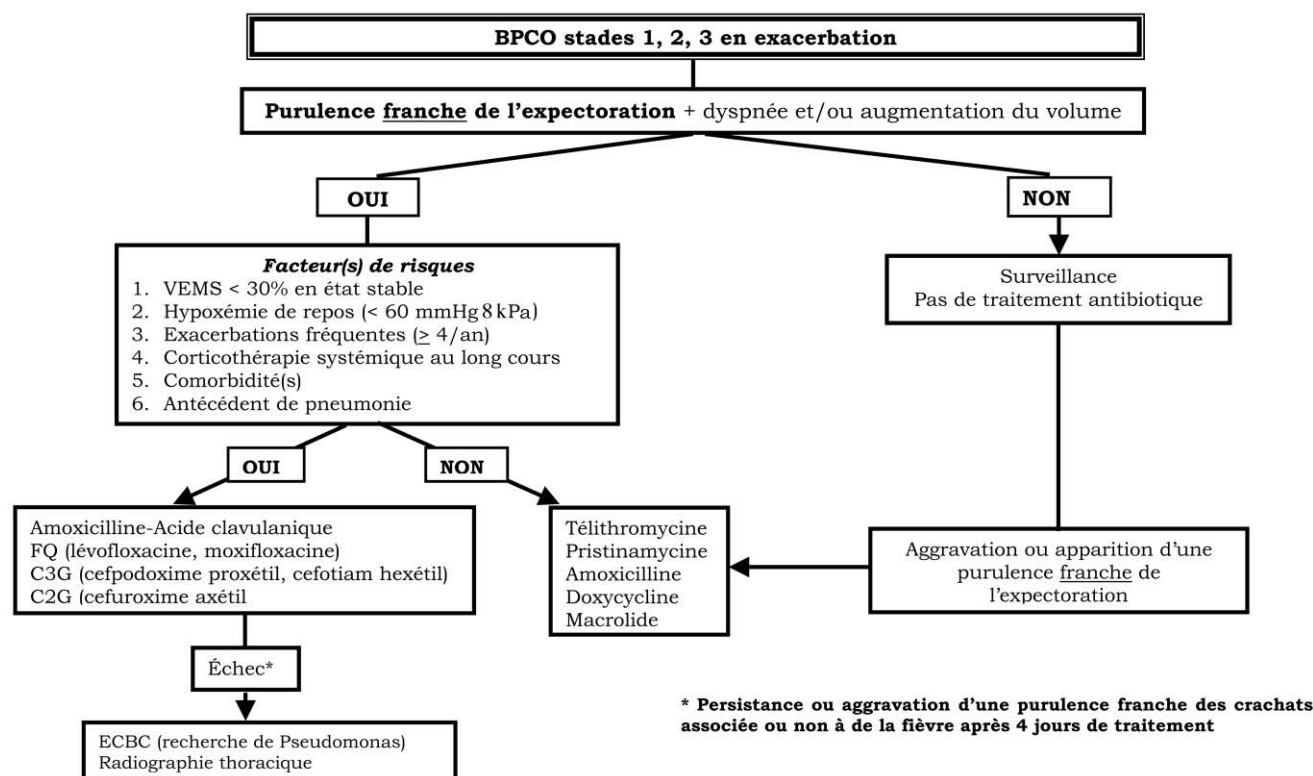 BPCO stades 1, 2, 3 en exacerbation
Purulence franche de l'expectoration + dyspnée et/ou augmentation du volume
OUI
NON
Facteur(s) de risques
1. VEMS < 30% en état stable
2. Hypoxémie de repos (< 60 mmHg 8 kPa)
3. Exacerbations fréquentes (≥ 4/an)
4. Corticothérapie systémique au long cours
5. Comorbidité(s)
6. Antécédent de pneumonie
Surveillance
Pas de traitement antibiotique
OUI
NON
Amoxicilline-Acide clavulanique
FQ (lévofloxacine, moxifloxacine)
C3G (cefpodoxime proxétil, cefotiam hexétil)
C2G (cefuroxime axétil
Télithromycine
Pristinamycine
Amoxicilline
Doxycycline
Macrolide
Aggravation ou apparition d'une
purulence franche de
l'expectoration
Échec*
ECBC (recherche de Pseudomonas)
Radiographie thoracique
* Persistance ou aggravation d'une purulence franche des crachats
associée ou non à de la fièvre après 4 jours de traitement